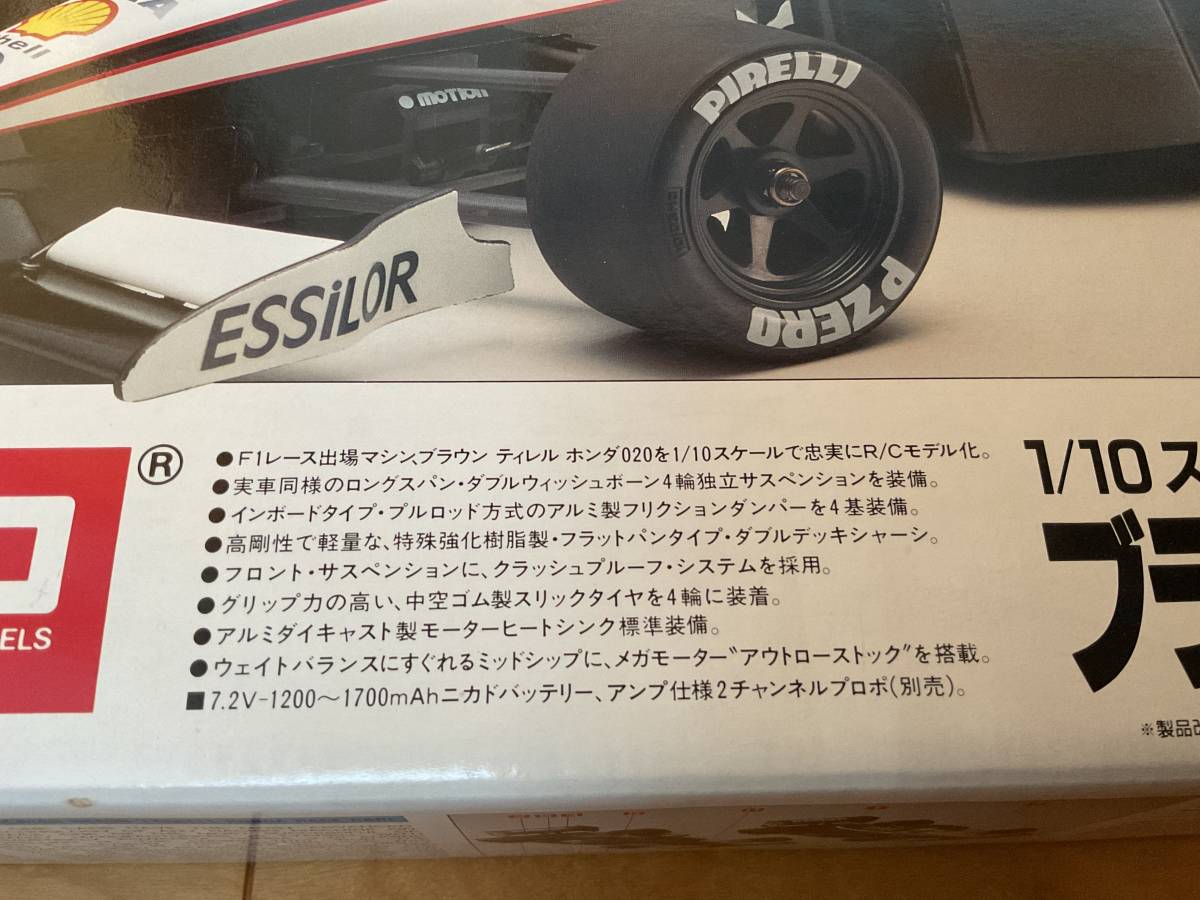 Shell
MOTION
PIRELLI
P ZERO
ESSiLOR
®
ELS
●F1レース出場マシン、ブラウン ティレル ホンダ020を1/10スケールで忠実にR/Cモデル化。
●実車同様のロングスパン・ダブルウィッシュボーン4輪独立サスペンションを装備。
●インボードタイプ・プルロッド方式のアルミ製フリクションダンパーを4基装備。
●高剛性で軽量な、特殊強化樹脂製・フラットパンタイプ・ダブルデッキシャーシ。
●フロント・サスペンションに、クラッシュプルーフ・システムを採用。
●グリップ力の高い、中空ゴム製スリックタイヤを4輪に装着。
●アルミダイキャスト製モーターヒートシンク標準装備。
●ウェイトバランスにすぐれるミッドシップに、メガモーター"アウトローストック"を搭載。
■7.2V-1200～1700mAhニカドバッテリー、アンプ仕様2チャンネルプロポ(別売)。
1/10ス
ブラ
※製品改